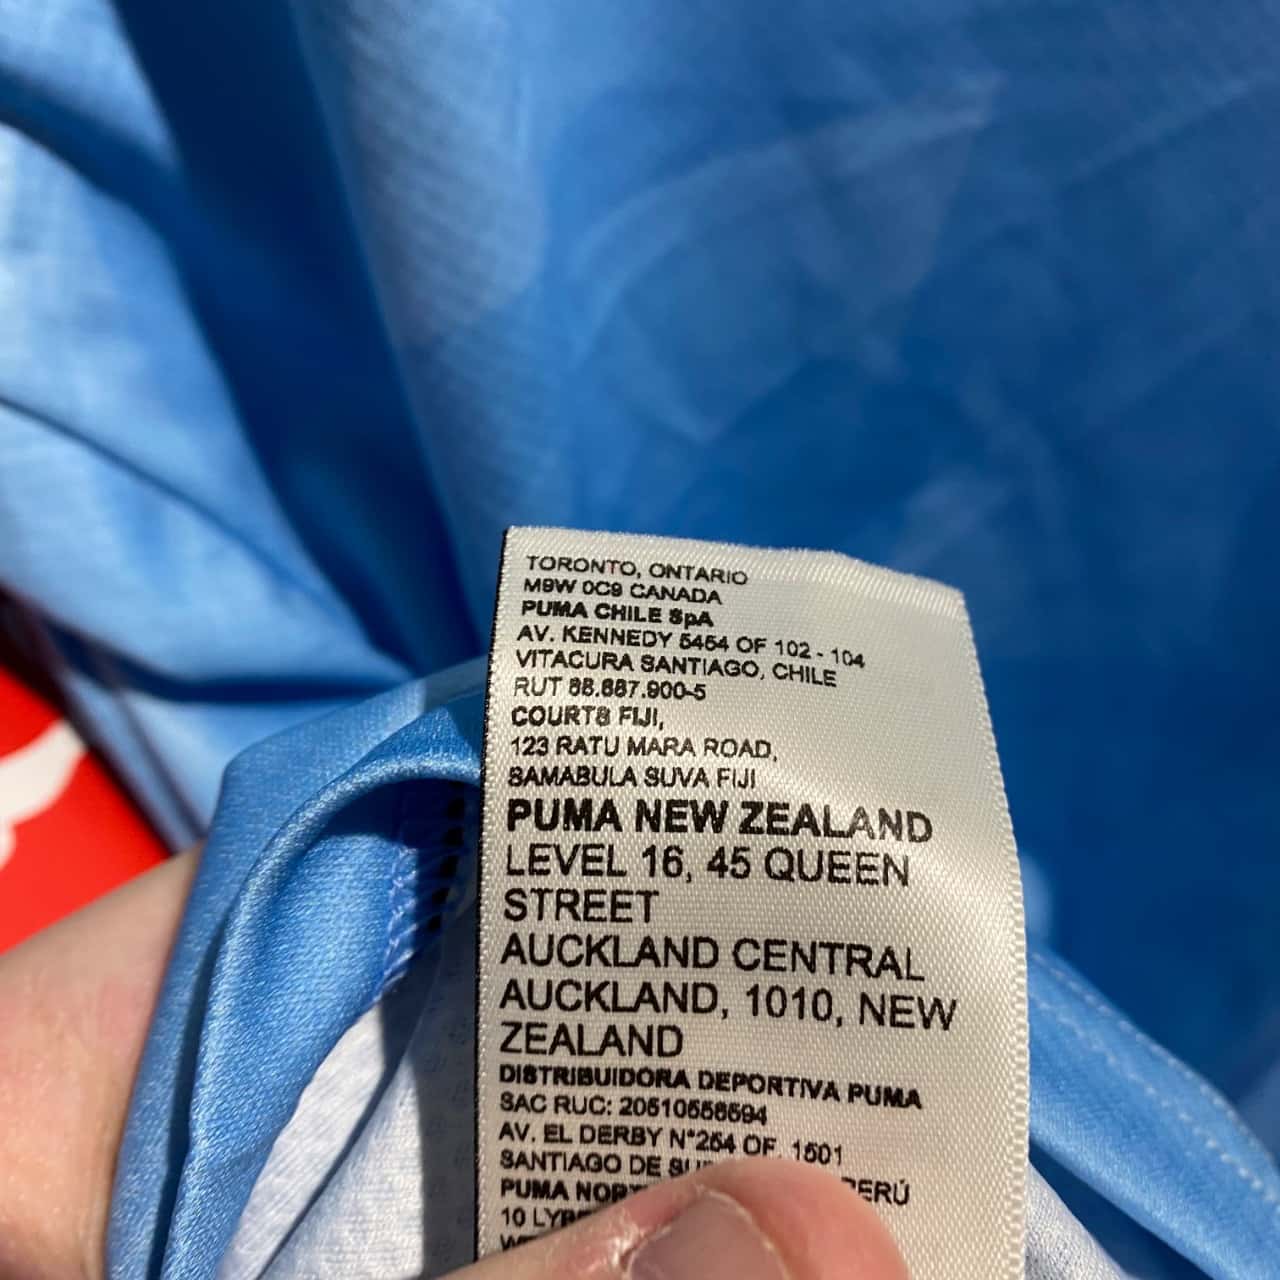 TORONTO, ONTARIO
M9W 0C9 CANADA
PUMA CHILE SpA
AV. KENNEDY 5454 OF 102 - 104
VITACURA SANTIAGO, CHILE
RUT 88.887.900-5
COURTS FIJI,
123 RATU MARA ROAD,
SAMABULA SUVA FIJI
PUMA NEW ZEALAND
LEVEL 16, 45 QUEEN
STREET
AUCKLAND CENTRAL
AUCKLAND, 1010, NEW
ZEALAND
DISTRIBUIDORA DEPORTIVA PUMA
SAC RUC: 20510558594
AV. EL DERBY N°254 OF. 1501
SANTIAGO DE PERÚ
PUMA
10